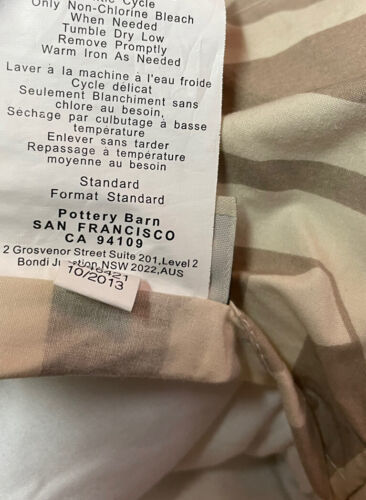 Cycle
Only Non-Chlorine Bleach
When Needed
Tumble Dry Low
Remove Promptly
Warm Iron As Needed
Laver à la machine à l'eau froide
Cycle délicat
Seulement Blanchiment sans
chlore au besoin,
Séchage par culbutage à basse
température
Enlever sans tarder
Repassage à température
moyenne au besoin
Standard
Format Standard
Pottery Barn
SAN FRANCISCO
CA 94109
2 Grosvenor Street Suite 201,Level 2
Bondi NSW 2022,AUS
10/2013